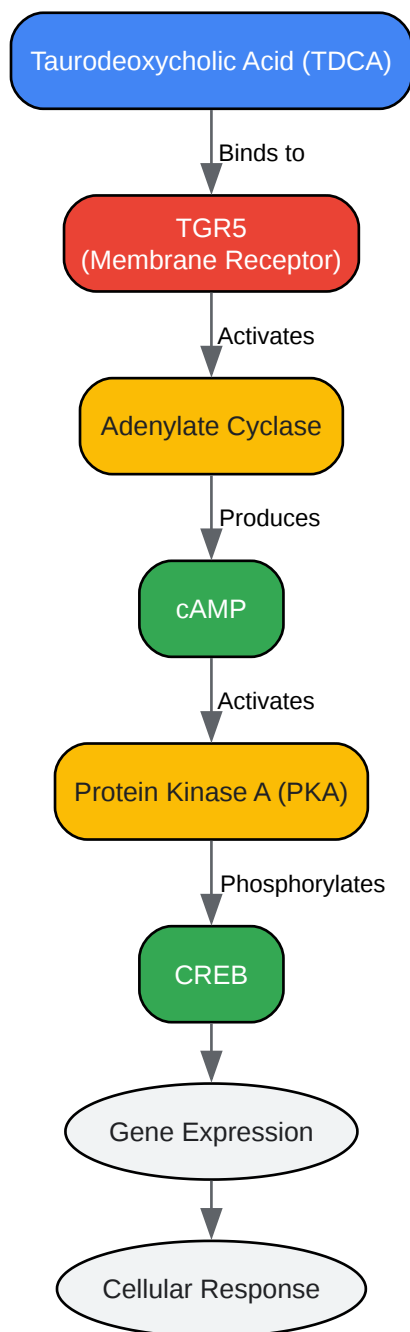 Taurodeoxycholic Acid (TDCA)
Binds to
TGR5
(Membrane Receptor)
Activates
Adenylate Cyclase
Produces
cAMP
Activates
Protein Kinase A (PKA)
Phosphorylates
CREB
Gene Expression
Cellular Response